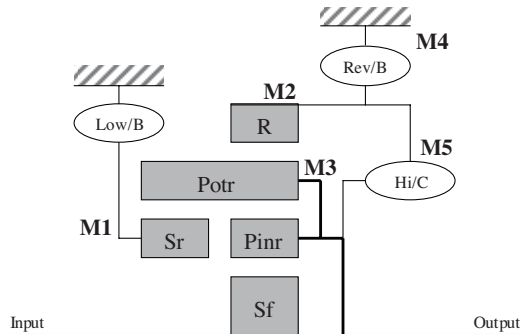 M4
Rev/B
M2
Low/B
R
M5
M3
Hi/C
Potr
M1
Sr
Pinr
Sf
Input
Output